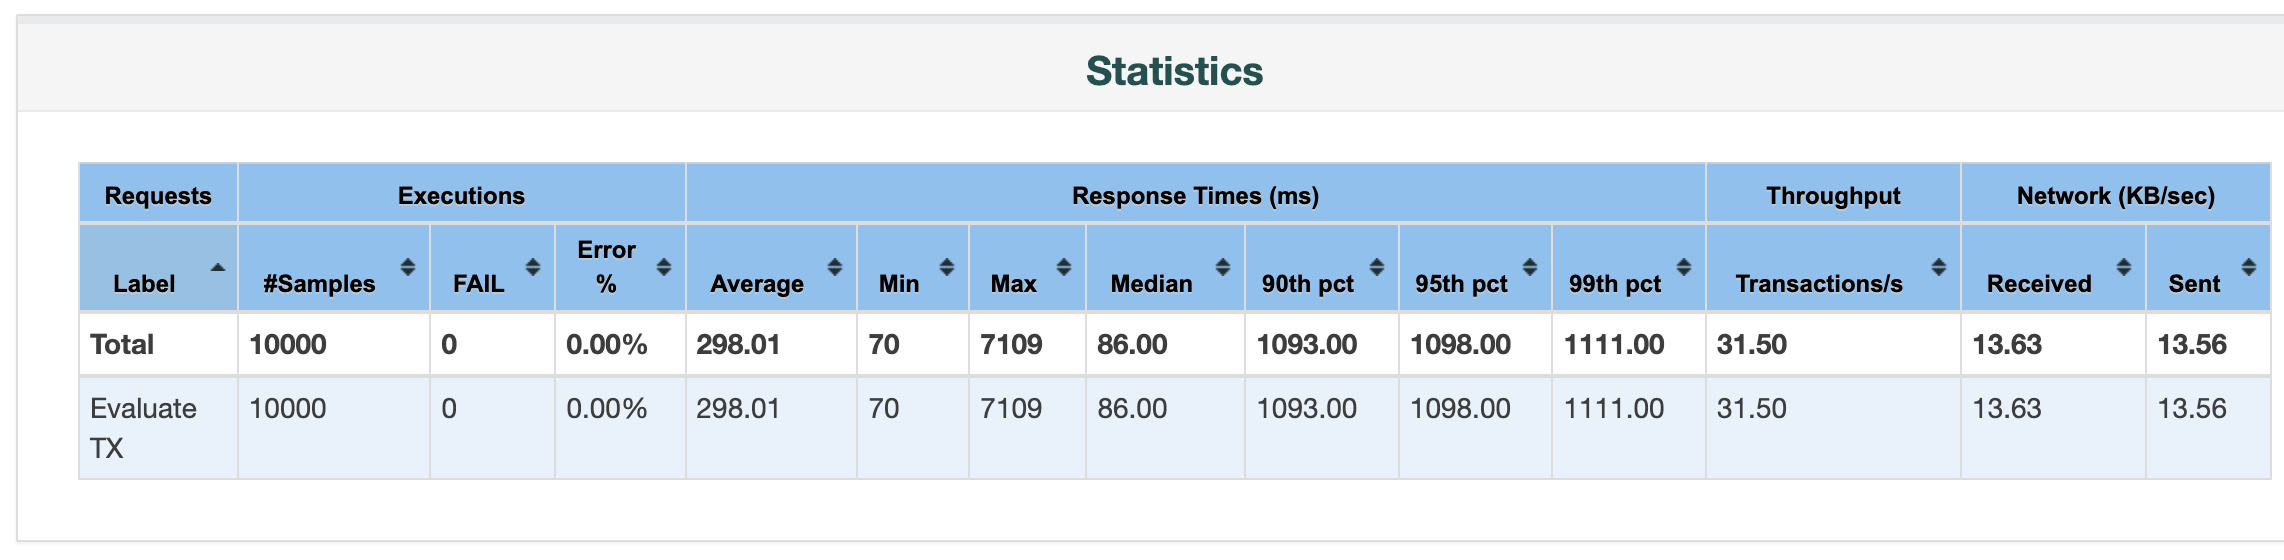 Statistics
Requests Executions Response Times (ms) Throughput Network (KB/sec)
Label #Samples FAIL Error % Average Min Max Median 90th pct 95th pct 99th pct Transactions/s Received Sent
Total 10000 0 0.00% 298.01 70 7109 86.00 1093.00 1098.00 1111.00 31.50 13.63 13.56
Evaluate TX 10000 0 0.00% 298.01 70 7109 86.00 1093.00 1098.00 1111.00 31.50 13.63 13.56